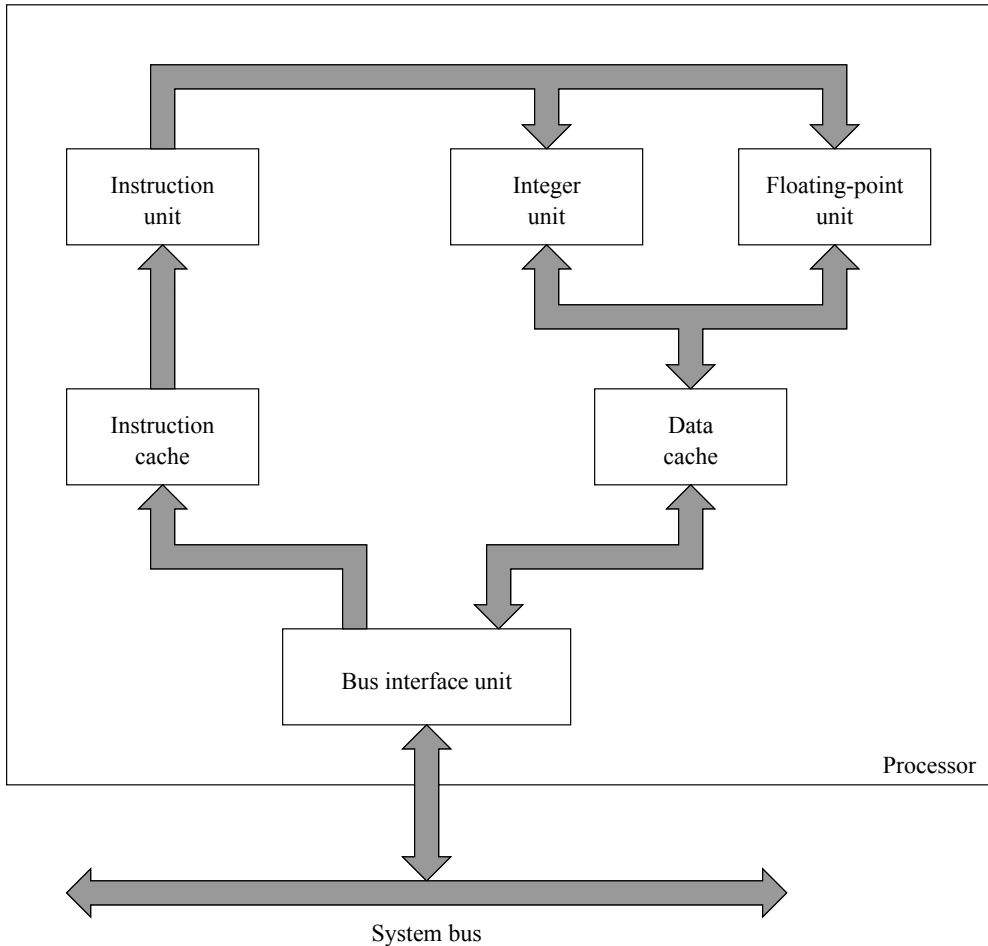 Instruction
unit
Integer
unit
Floating-point
unit
Instruction
cache
Data
cache
Bus interface unit
Processor
System bus